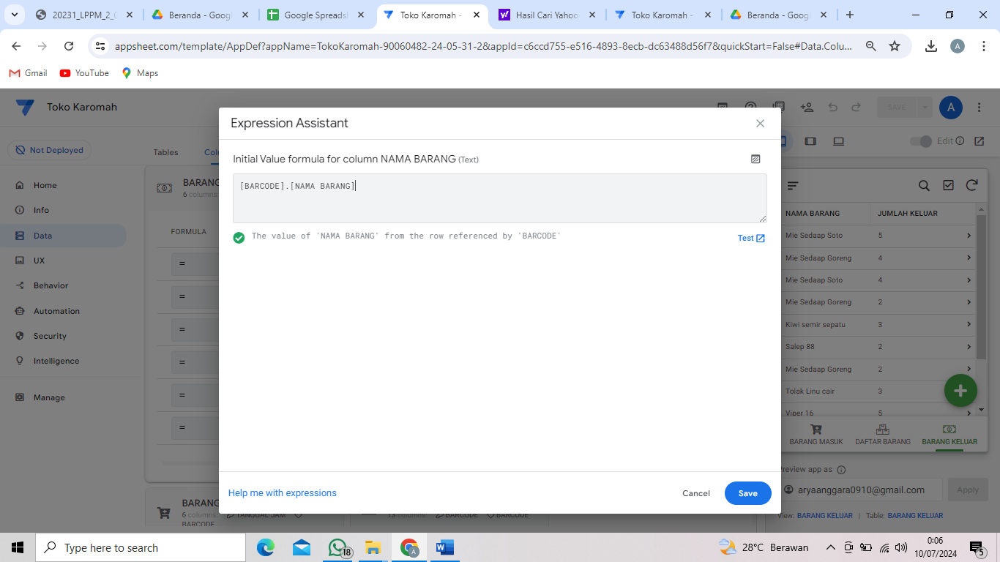 20231_LPPM_2_0
Beranda - Googl
Google Spreads
Toko Karomah -
Hasil Cari Yahoo
Toko Karomah -
Beranda - Googl
appsheet.com/template/AppDef?appName=TokoKaromah-90060482-24-05-31-2&appId=c6ccd755-e516-4893-8ecb-dc63488d56f7&quickStart=False#Data.Colu...
A
Gmail
YouTube
Maps
Toko Karomah
SAVE
A
Not Deployed
Tables
Colu
Edit
Home
Info
Data
UX
Behavior
Automation
Security
Intelligence
Manage
BARANG
6 columns:
FORMULA
=
=
=
=
=
=
Expression Assistant
Initial Value formula for column NAMA BARANG (Text)
[BARCODE].[NAMA BARANG]
The value of 'NAMA BARANG' from the row referenced by 'BARCODE'
Test
Help me with expressions
Cancel
Save
NAMA BARANG JUMLAH KELUAR
Mie Sedaap Soto 5
Mie Sedaap Goreng 4
Mie Sedaap Soto 4
Mie Sedaap Goreng 2
Kiwi semir sepatu 3
Salep 88 2
Mie Sedaap Goreng 2
Tolak Linu cair 3
Viper 16 5
BARANG MASUK
DAFTAR BARANG
BARANG KELUAR
Preview app as
aryaanggara0910@gmail.com
Apply
View: BARANG KELUAR | Table: BARANG KELUAR
BARANG
6 columns: TANGGAL JAM
BARCODE
13 columns: BARCODE BARCODE
Type here to search
18
A
28°C Berawan
0:06
10/07/2024
5